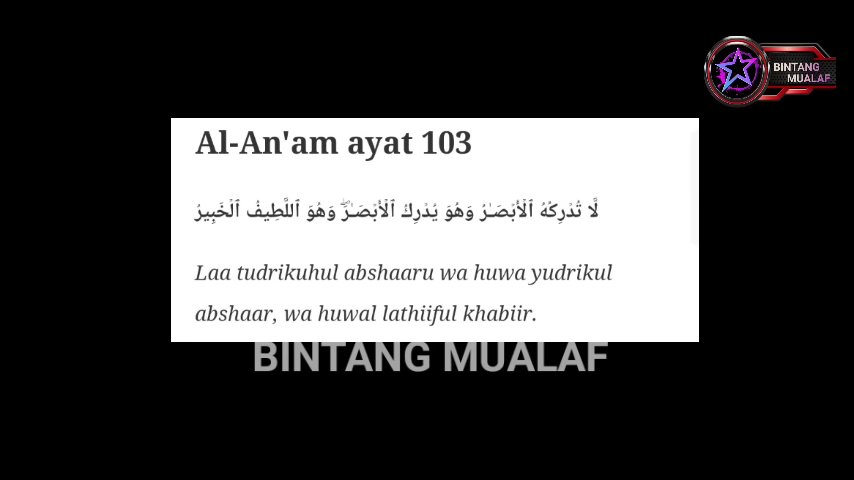 BINTANG
MUALAF
Al-An'am ayat 103
لَّا تُدْرِكُهُ ٱلْأَبْصَـٰرُ وَهُوَ يُدْرِكُ ٱلْأَبْصَـٰرَ ۖ وَهُوَ ٱللَّطِيفُ ٱلْخَبِيرُ
Laa tudrikuhul abshaaru wa huwa yudrikul
abshaar, wa huwal lathiiful khabiir.
BINTANG MUALAF